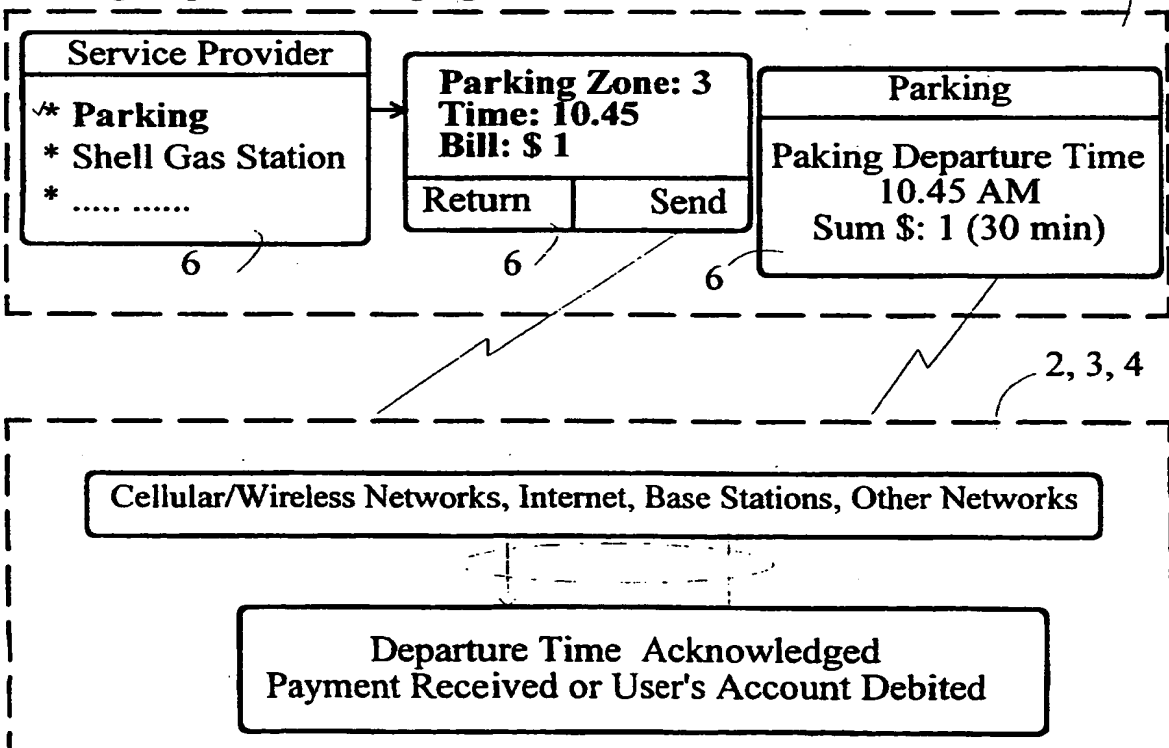 Service Provider
* Parking
* Shell Gas Station
* ..... ......
6
Parking Zone: 3
Time: 10.45
Bill: $ 1
Return Send
6
Parking
Paking Departure Time
10.45 AM
Sum $: 1 (30 min)
6
2, 3, 4
Cellular/Wireless Networks, Internet, Base Stations, Other Networks
Departure Time Acknowledged
Payment Received or User's Account Debited